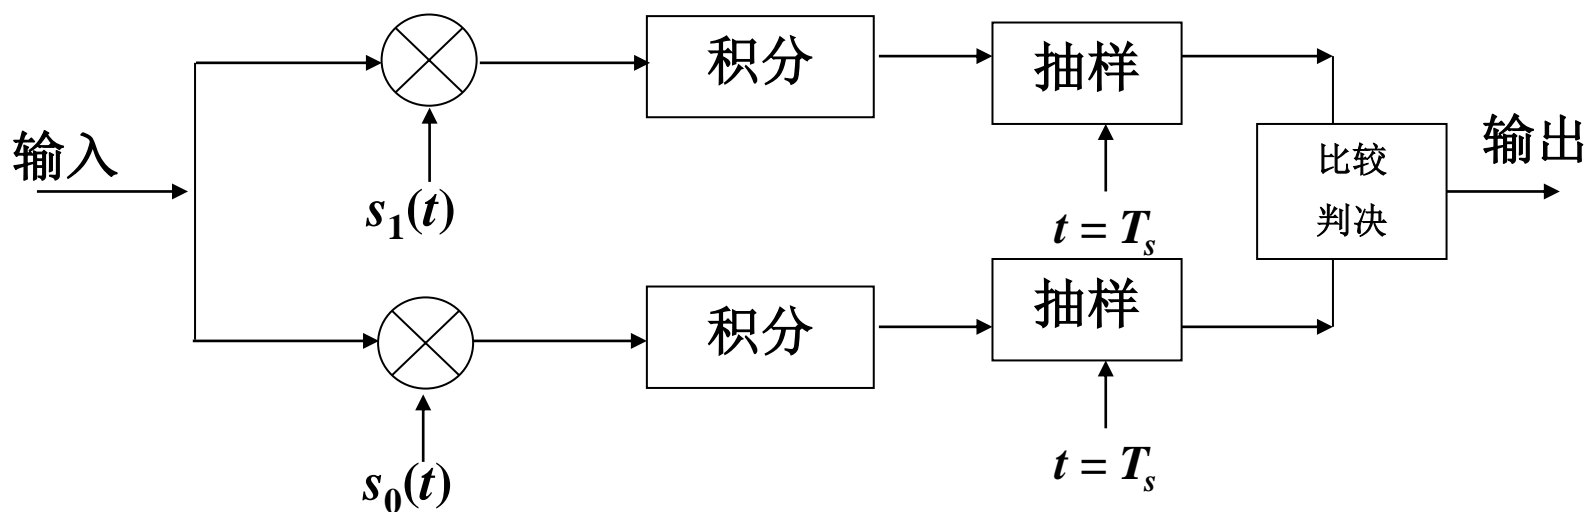 输入
s₁(t)
积分
抽样
t = Tₛ
比较
判决
输出
s₀(t)
积分
抽样
t = Tₛ